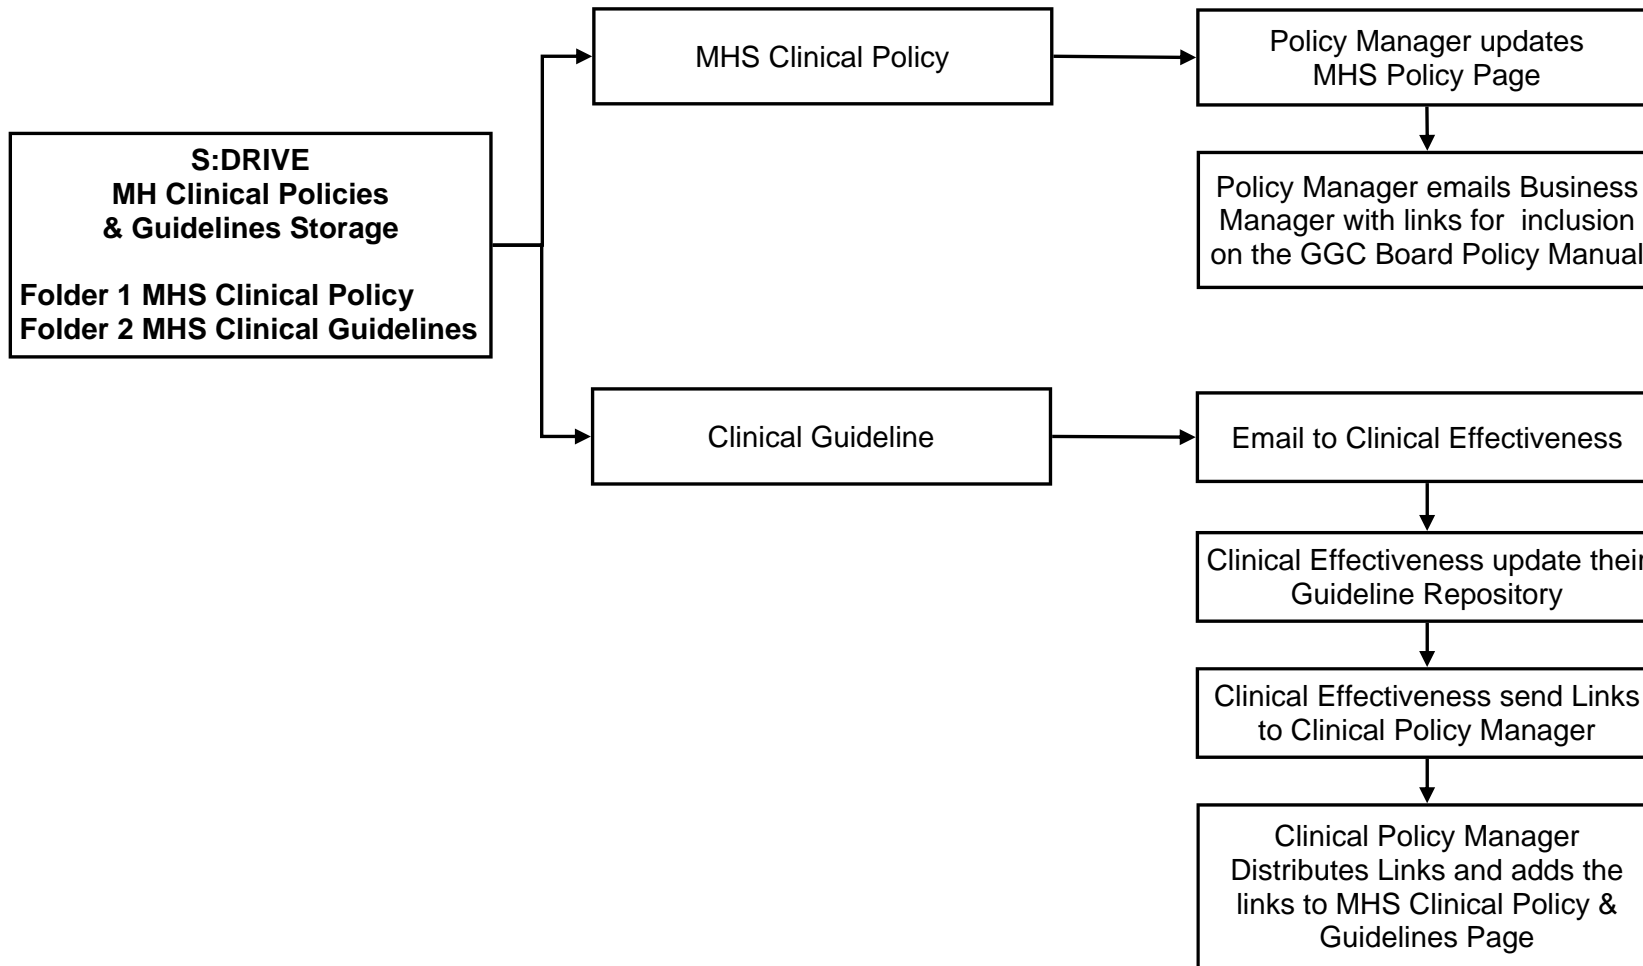 S:DRIVE
MH Clinical Policies
& Guidelines Storage
Folder 1 MHS Clinical Policy
Folder 2 MHS Clinical Guidelines
MHS Clinical Policy
Policy Manager updates
MHS Policy Page
Policy Manager emails Business
Manager with links for  inclusion
on the GGC Board Policy Manual
Clinical Guideline
Email to Clinical Effectiveness
Clinical Effectiveness update their
Guideline Repository
Clinical Effectiveness send Links
to Clinical Policy Manager
Clinical Policy Manager
Distributes Links and adds the
links to MHS Clinical Policy &
Guidelines Page